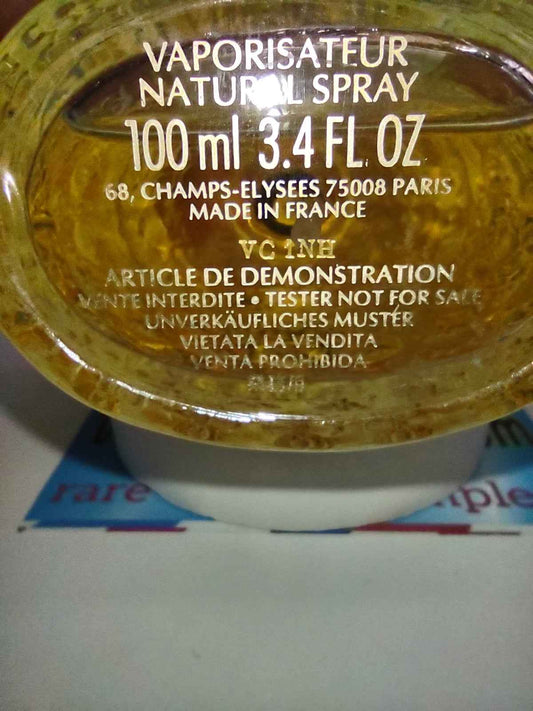 VAPORISATEUR
NATURAL SPRAY
100 ml 3.4 FL. OZ
68, CHAMPS-ELYSEES 75008 PARIS
MADE IN FRANCE
VC 1NH
ARTICLE DE DEMONSTRATION
VENTE INTERDITE • TESTER NOT FOR SALE
UNVERKÄUFLICHES MUSTER
VIETATA LA VENDITA
VENTA PROHIBIDA
rare